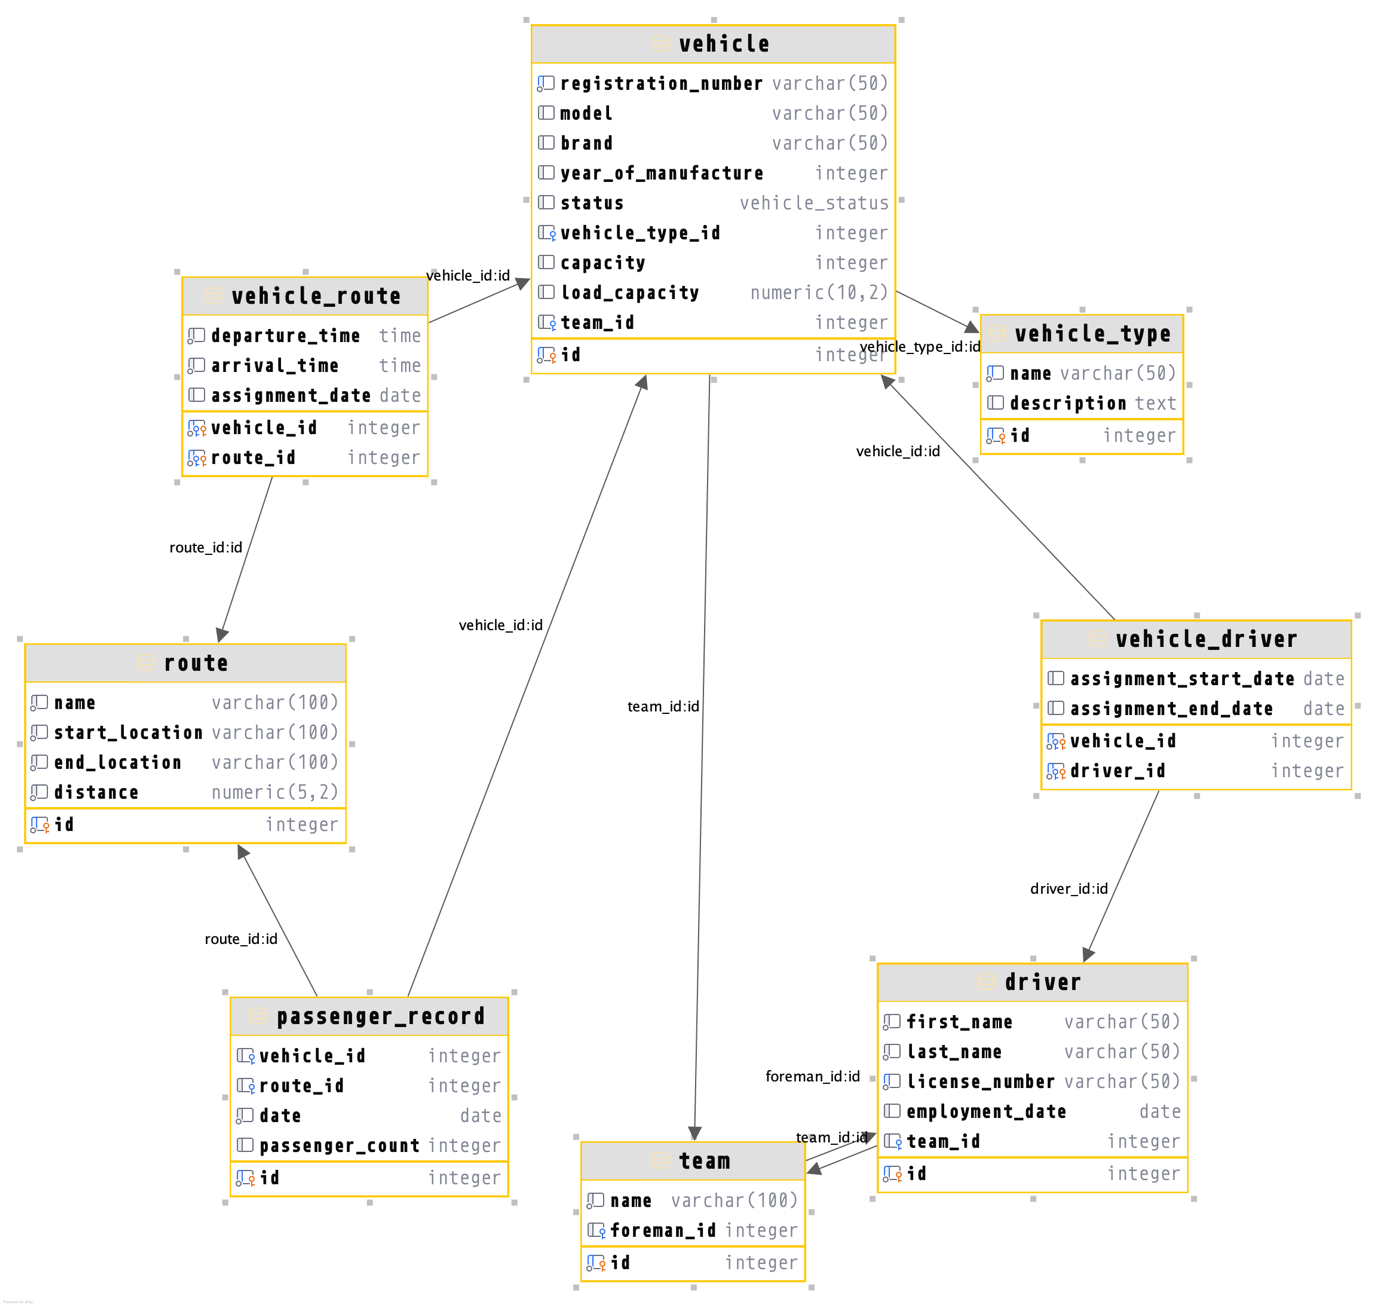 vehicle
registration_number varchar(50)
model varchar(50)
brand varchar(50)
year_of_manufacture integer
status vehicle_status
vehicle_type_id integer
capacity integer
load_capacity numeric(10,2)
team_id integer
id integer
vehicle_id:id
vehicle_route
departure_time time
arrival_time time
assignment_date date
vehicle_id integer
route_id integer
vehicle_type_id:id
vehicle_type
name varchar(50)
description text
id integer
vehicle_id:id
route_id:id
vehicle_id:id
team_id:id
vehicle_driver
assignment_start_date date
assignment_end_date date
vehicle_id integer
driver_id integer
route
name varchar(100)
start_location varchar(100)
end_location varchar(100)
distance numeric(5,2)
id integer
driver_id:id
route_id:id
passenger_record
vehicle_id integer
route_id integer
date date
passenger_count integer
id integer
driver
first_name varchar(50)
last_name varchar(50)
license_number varchar(50)
employment_date date
team_id integer
id integer
foreman_id:id
team_id:id
team
name varchar(100)
foreman_id integer
id integer